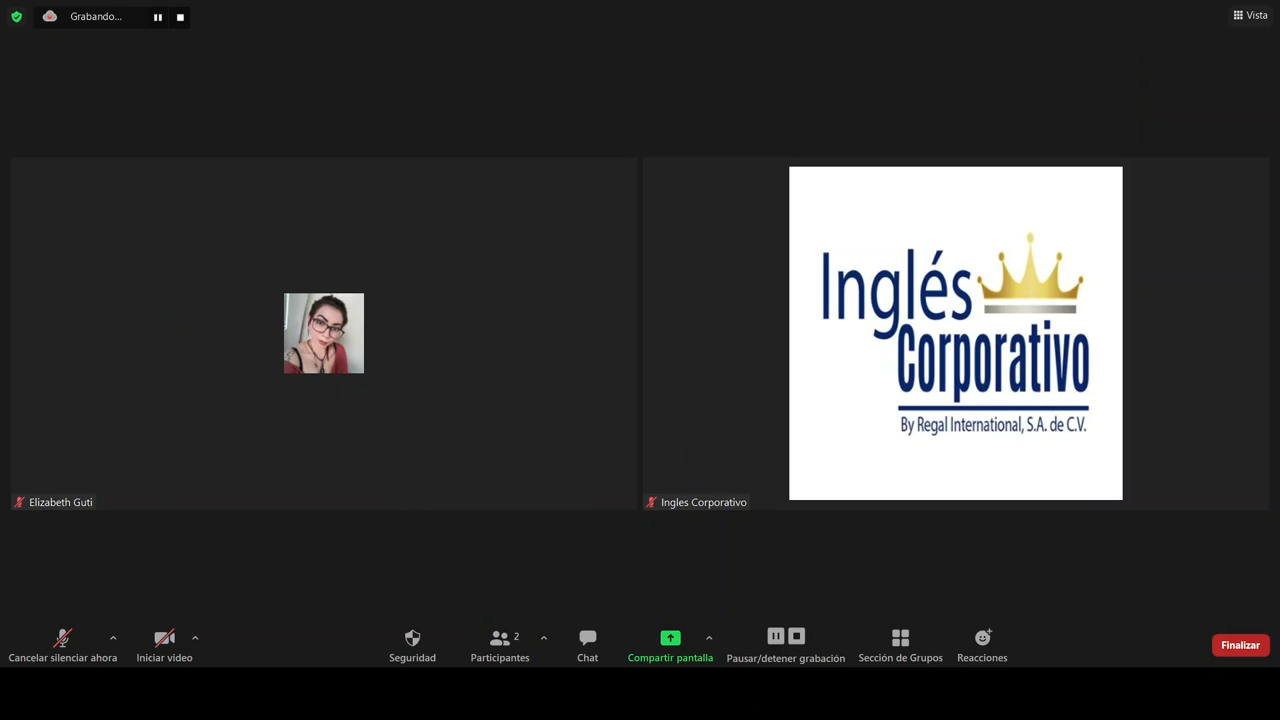 Grabando...
Vista
Inglés
Corporativo
By Regal International, S.A. de C.V.
Elizabeth Guti
Ingles Corporativo
2
Cancelar silenciar ahora
Iniciar video
Seguridad
Participantes
Chat
Compartir pantalla
Pausar/detener grabación
Sección de Grupos
Reacciones
Finalizar